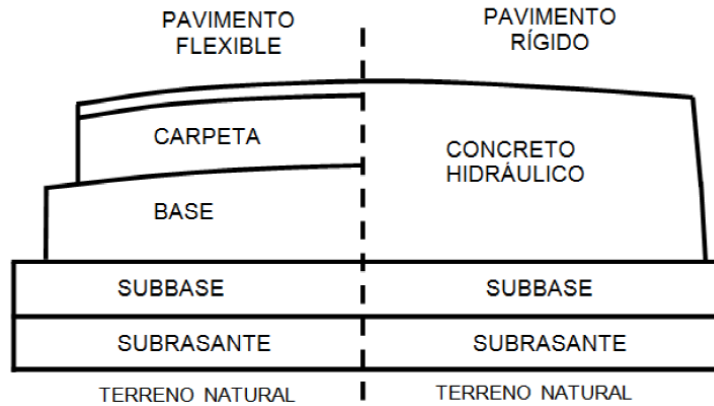 PAVIMENTO
FLEXIBLE
PAVIMENTO
RÍGIDO
CARPETA
BASE
CONCRETO
HIDRÁULICO
SUBBASE
SUBBASE
SUBRASANTE
SUBRASANTE
TERRENO NATURAL
TERRENO NATURAL